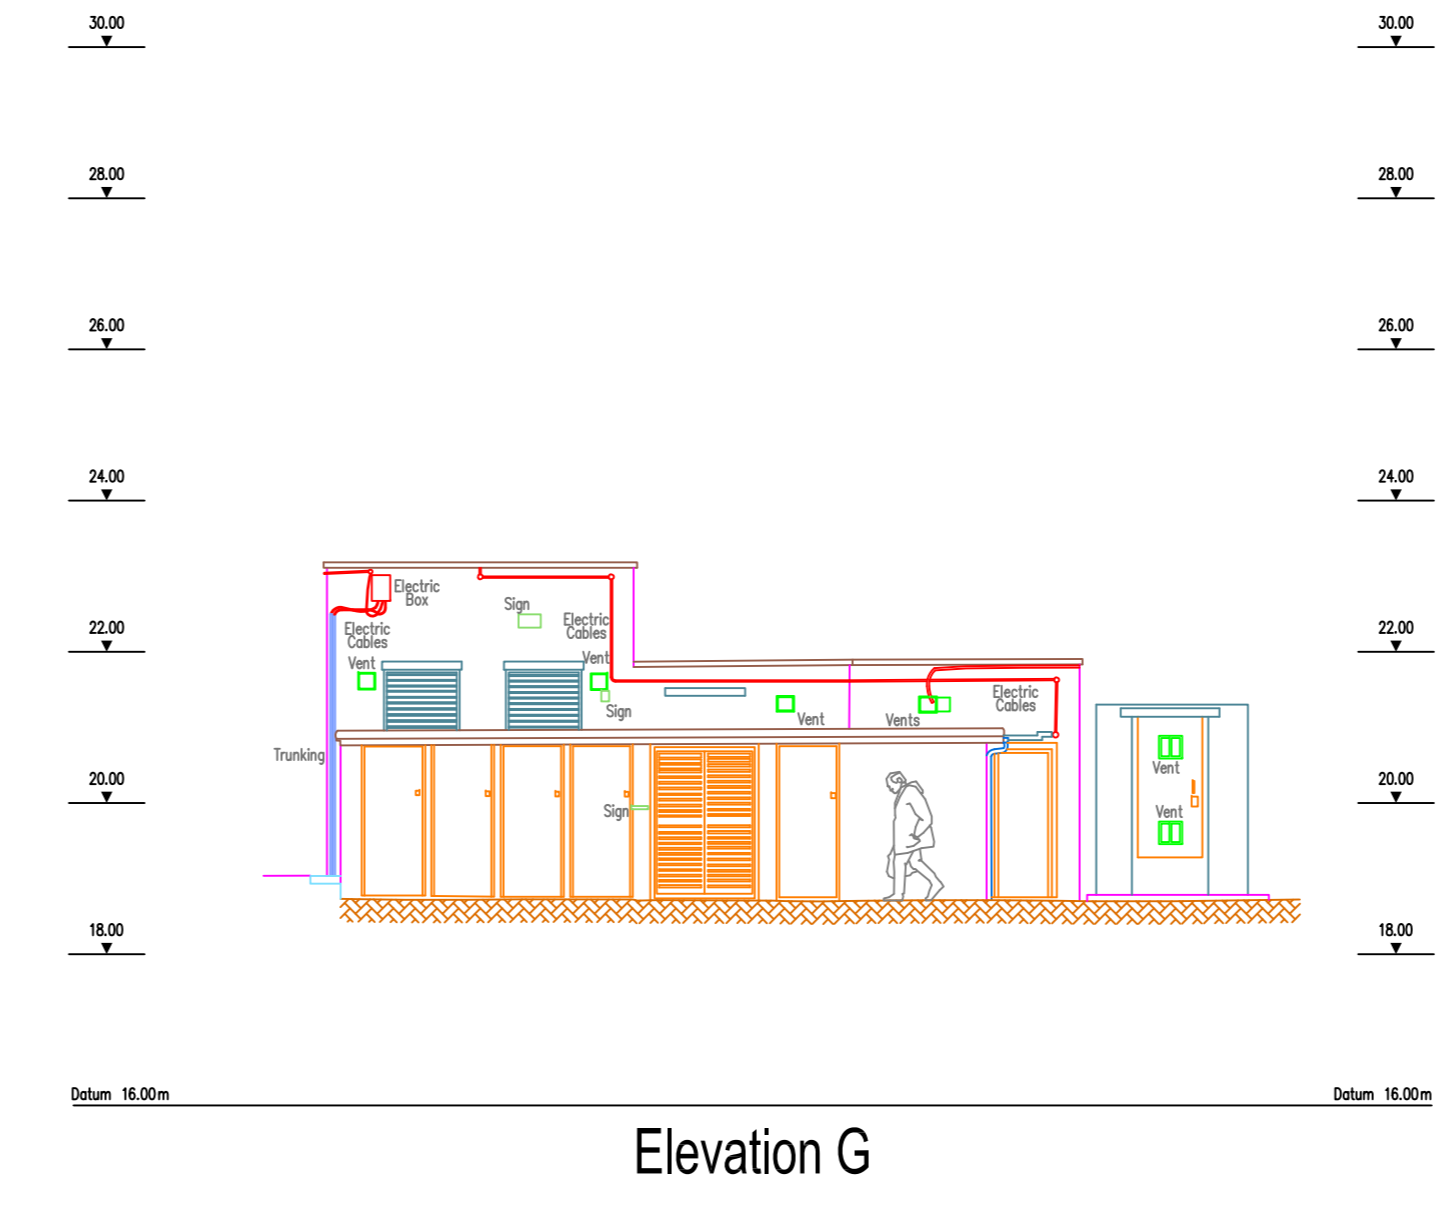 30.00 30.00
28.00 28.00
26.00 26.00
24.00 24.00
Electric
Box
Sign
Electric
Cables
Electric
Cables
22.00 22.00
Vent
Vent
Electric
Cables
Sign
Vent
Vents
Trunking
Vent
20.00 20.00
Sign
Vent
18.00 18.00
Datum 16.00m Datum 16.00m
Elevation G